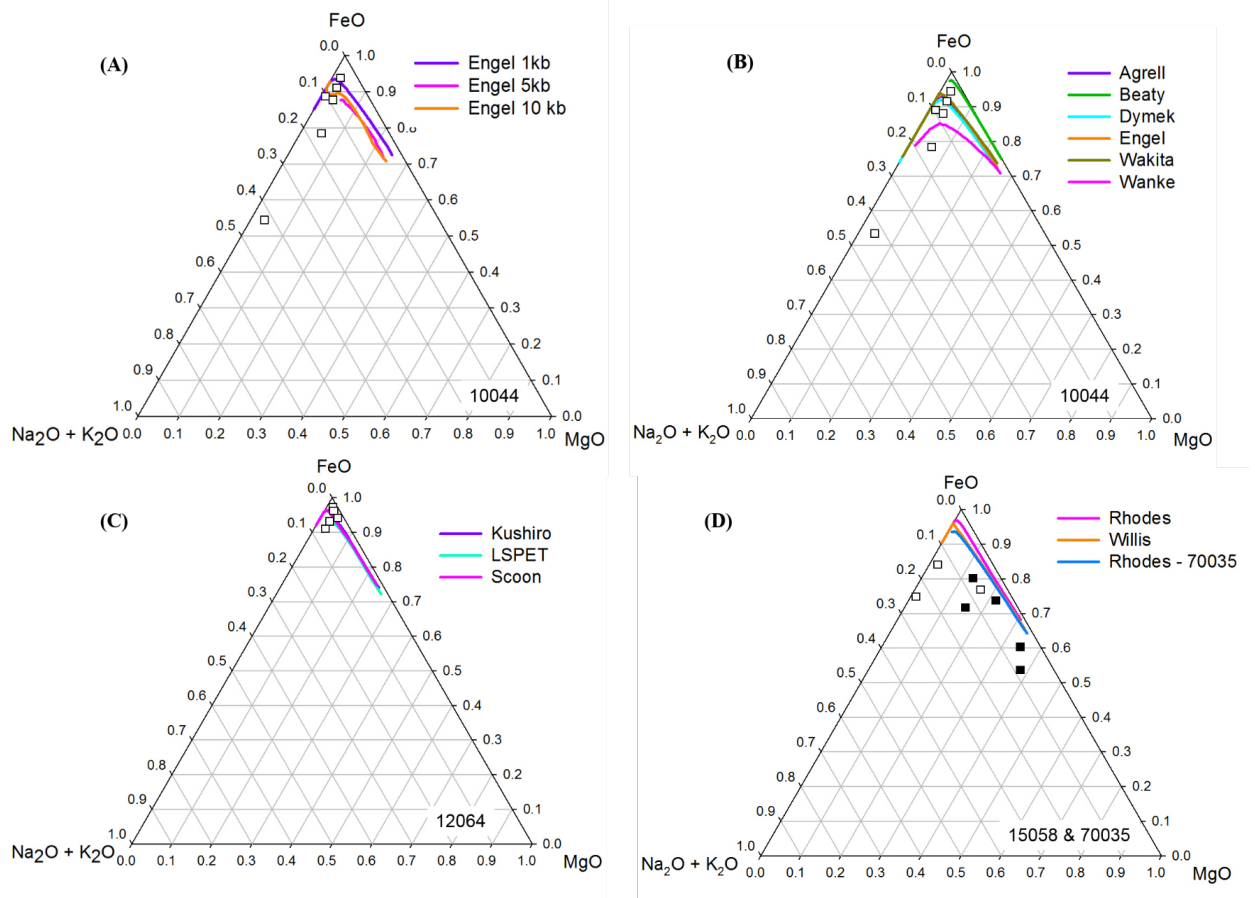 (A)
FeO
0.0 1.0
0.1 0.9
0.2 0.8
0.3 0.7
0.4 0.6
0.5 0.5
0.6 0.4
0.7 0.3
0.8 0.2
0.9 0.1
1.0 0.0
Engel 1kb
Engel 5kb
Engel 10 kb
10044
Na₂O + K₂O 0.0 0.1 0.2 0.3 0.4 0.5 0.6 0.7 0.8 0.9 1.0 MgO
(B)
FeO
0.0 1.0
0.1 0.9
0.2 0.8
0.3 0.7
0.4 0.6
0.5 0.5
0.6 0.4
0.7 0.3
0.8 0.2
0.9 0.1
1.0 0.0
Agrell
Beaty
Dymek
Engel
Wakita
Wanke
10044
Na₂O + K₂O 0.0 0.1 0.2 0.3 0.4 0.5 0.6 0.7 0.8 0.9 1.0 MgO
(C)
FeO
0.0 1.0
0.1 0.9
0.2 0.8
0.3 0.7
0.4 0.6
0.5 0.5
0.6 0.4
0.7 0.3
0.8 0.2
0.9 0.1
1.0 0.0
Kushiro
LSPET
Scoon
12064
Na₂O + K₂O 0.0 0.1 0.2 0.3 0.4 0.5 0.6 0.7 0.8 0.9 1.0 MgO
(D)
FeO
0.0 1.0
0.1 0.9
0.2 0.8
0.3 0.7
0.4 0.6
0.5 0.5
0.6 0.4
0.7 0.3
0.8 0.2
0.9 0.1
1.0 0.0
Rhodes
Willis
Rhodes - 70035
15058 & 70035
Na₂O + K₂O 0.0 0.1 0.2 0.3 0.4 0.5 0.6 0.7 0.8 0.9 1.0 MgO